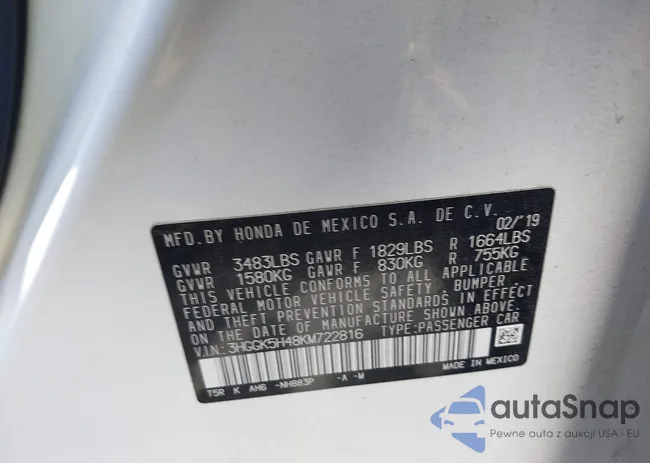 MFD. BY HONDA DE MEXICO S.A. DE C.V. 02/'19
GVWR 3483LBS GAWR F 1829LBS R 1664LBS
GVWR 1580KG GAWR F 830KG R 755KG
THIS VEHICLE CONFORMS TO ALL APPLICABLE
FEDERAL MOTOR VEHICLE SAFETY, BUMPER,
AND THEFT PREVENTION STANDARDS IN EFFECT
ON THE DATE OF MANUFACTURE SHOWN ABOVE.
V.I.N: 3HGGK5H48KM722816 TYPE: PASSENGER CAR
T5R K AH6 -NH883P -A -M
MADE IN MEXICO
autaSnap
Pewne auta z aukcji USA i EU